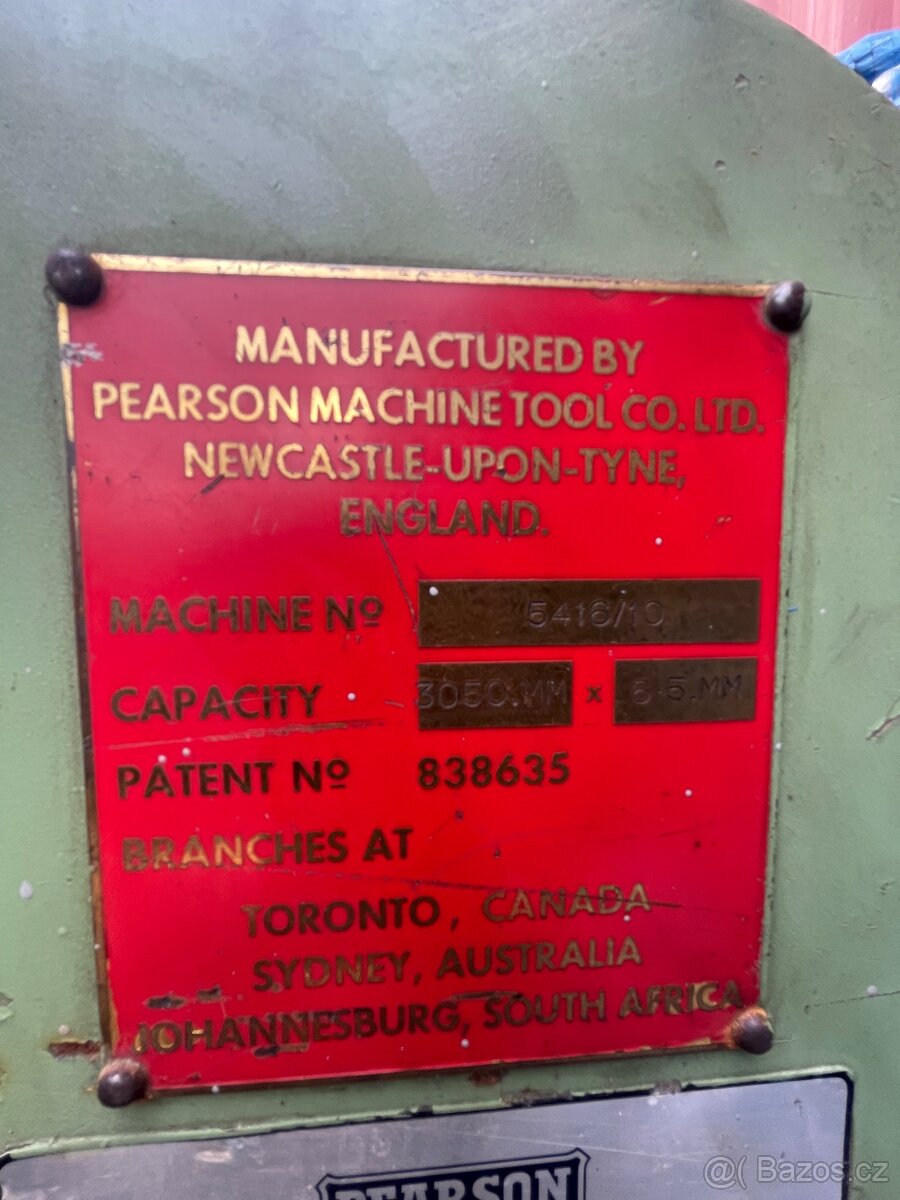 MANUFACTURED BY
PEARSON MACHINE TOOL CO. LTD.
NEWCASTLE-UPON-TYNE,
ENGLAND.
MACHINE Nº 5416/10
CAPACITY 3050.MM x 6·5.MM
PATENT Nº 838635
BRANCHES AT
TORONTO, CANADA
SYDNEY, AUSTRALIA
JOHANNESBURG, SOUTH AFRICA
PEARSON
@( Bazos.cz